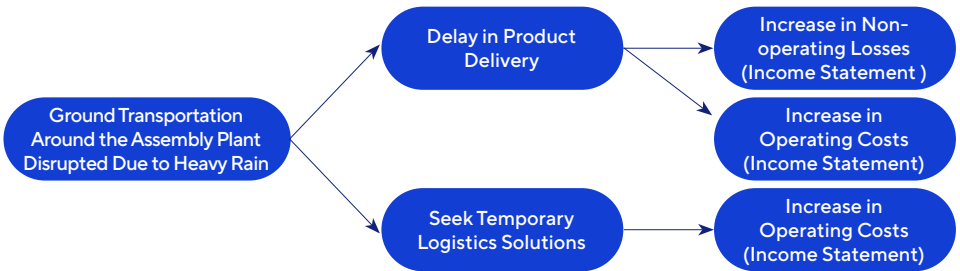 Ground Transportation
Around the Assembly Plant
Disrupted Due to Heavy Rain
Delay in Product
Delivery
Increase in Non-
operating Losses
(Income Statement )
Increase in
Operating Costs
(Income Statement)
Seek Temporary
Logistics Solutions
Increase in
Operating Costs
(Income Statement)